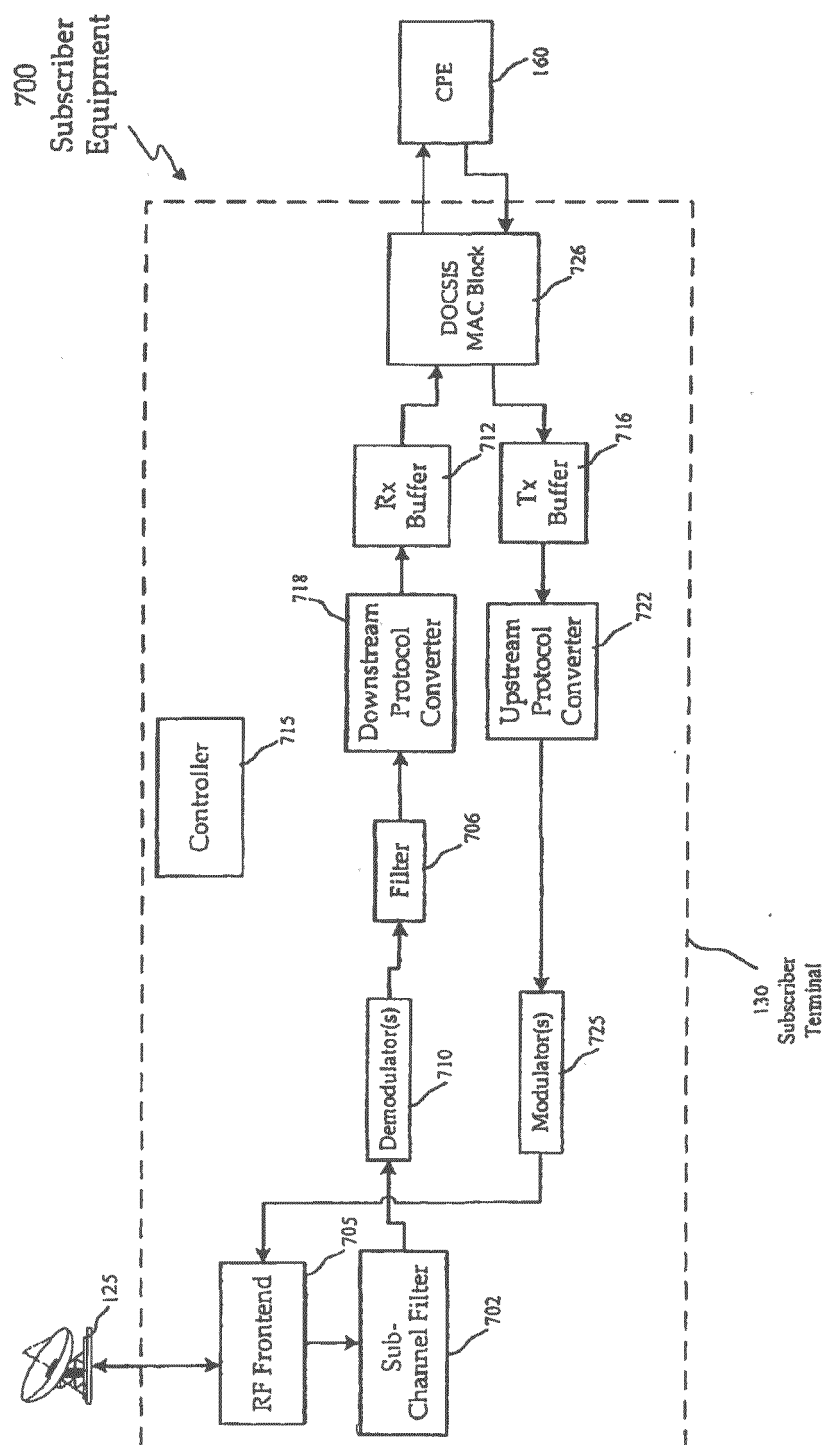 700
Subscriber
Equipment
125
RF Frontend
705
Sub-
Channel Filter
702
Demodulator(s)
710
Filter
706
Controller
715
Downstream
Protocol
Converter
718
Rx
Buffer
712
DOCSIS
MAC Block
726
CPE
160
Tx
Buffer
716
Upstream
Protocol
Converter
722
Modulator(s)
725
130
Subscriber
Terminal